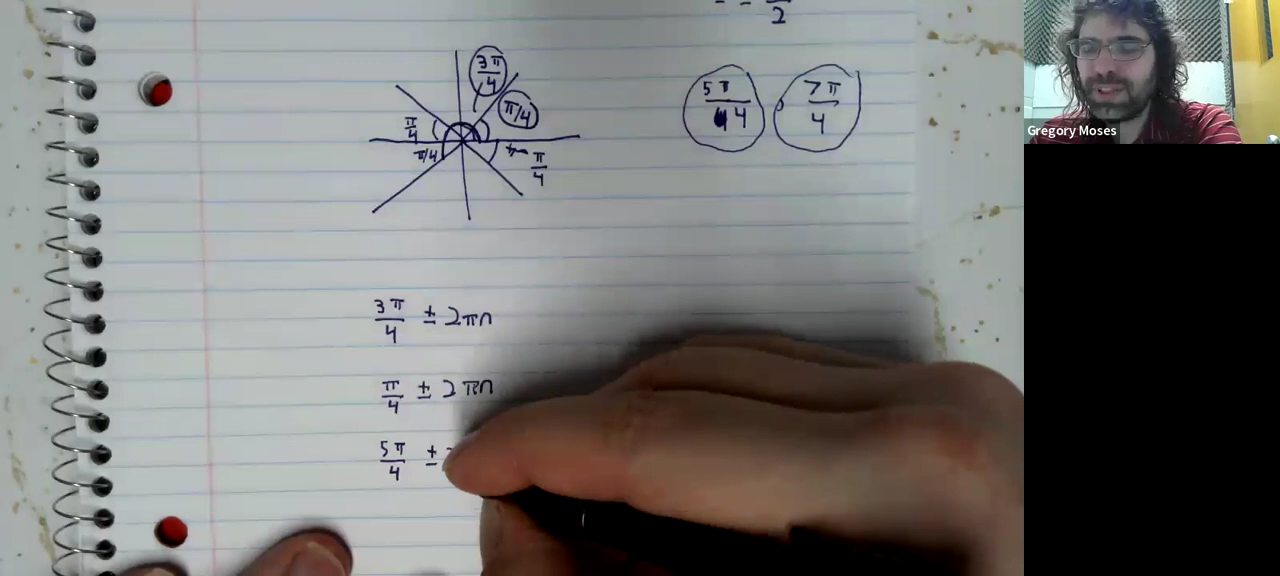 = - — 2
3π/4
π/4
π/4
π/4
π/4
5π/4 , 7π/4
3π/4 ± 2πn
π/4 ± 2πn
5π/4 ±
Gregory Moses